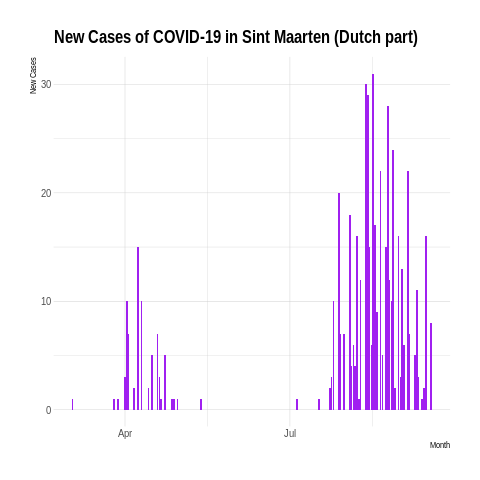 New Cases of COVID-19 in Sint Maarten (Dutch part)
New Cases
30
20
10
0
Apr
Jul
Month